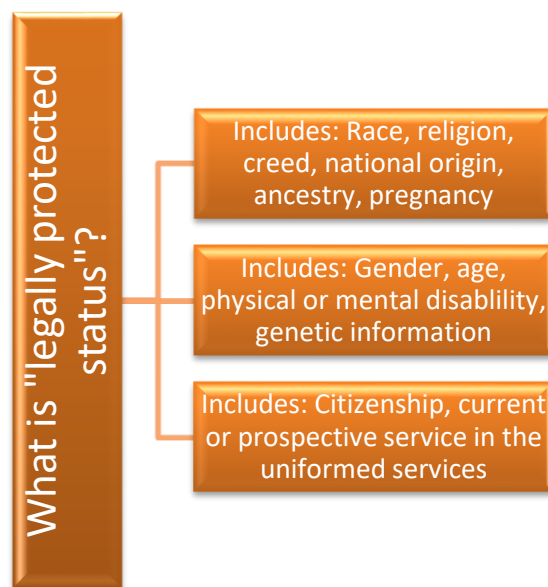 What is "legally protected
status"?
Includes: Race, religion,
creed, national origin,
ancestry, pregnancy
Includes: Gender, age,
physical or mental disablility,
genetic information
Includes: Citizenship, current
or prospective service in the
uniformed services